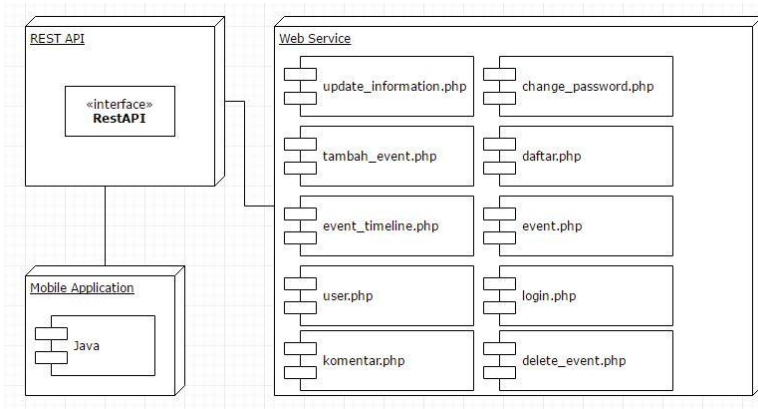 REST API
«interface»
RestAPI
Mobile Application
Java
Web Service
update_information.php
change_password.php
tambah_event.php
daftar.php
event_timeline.php
event.php
user.php
login.php
komentar.php
delete_event.php